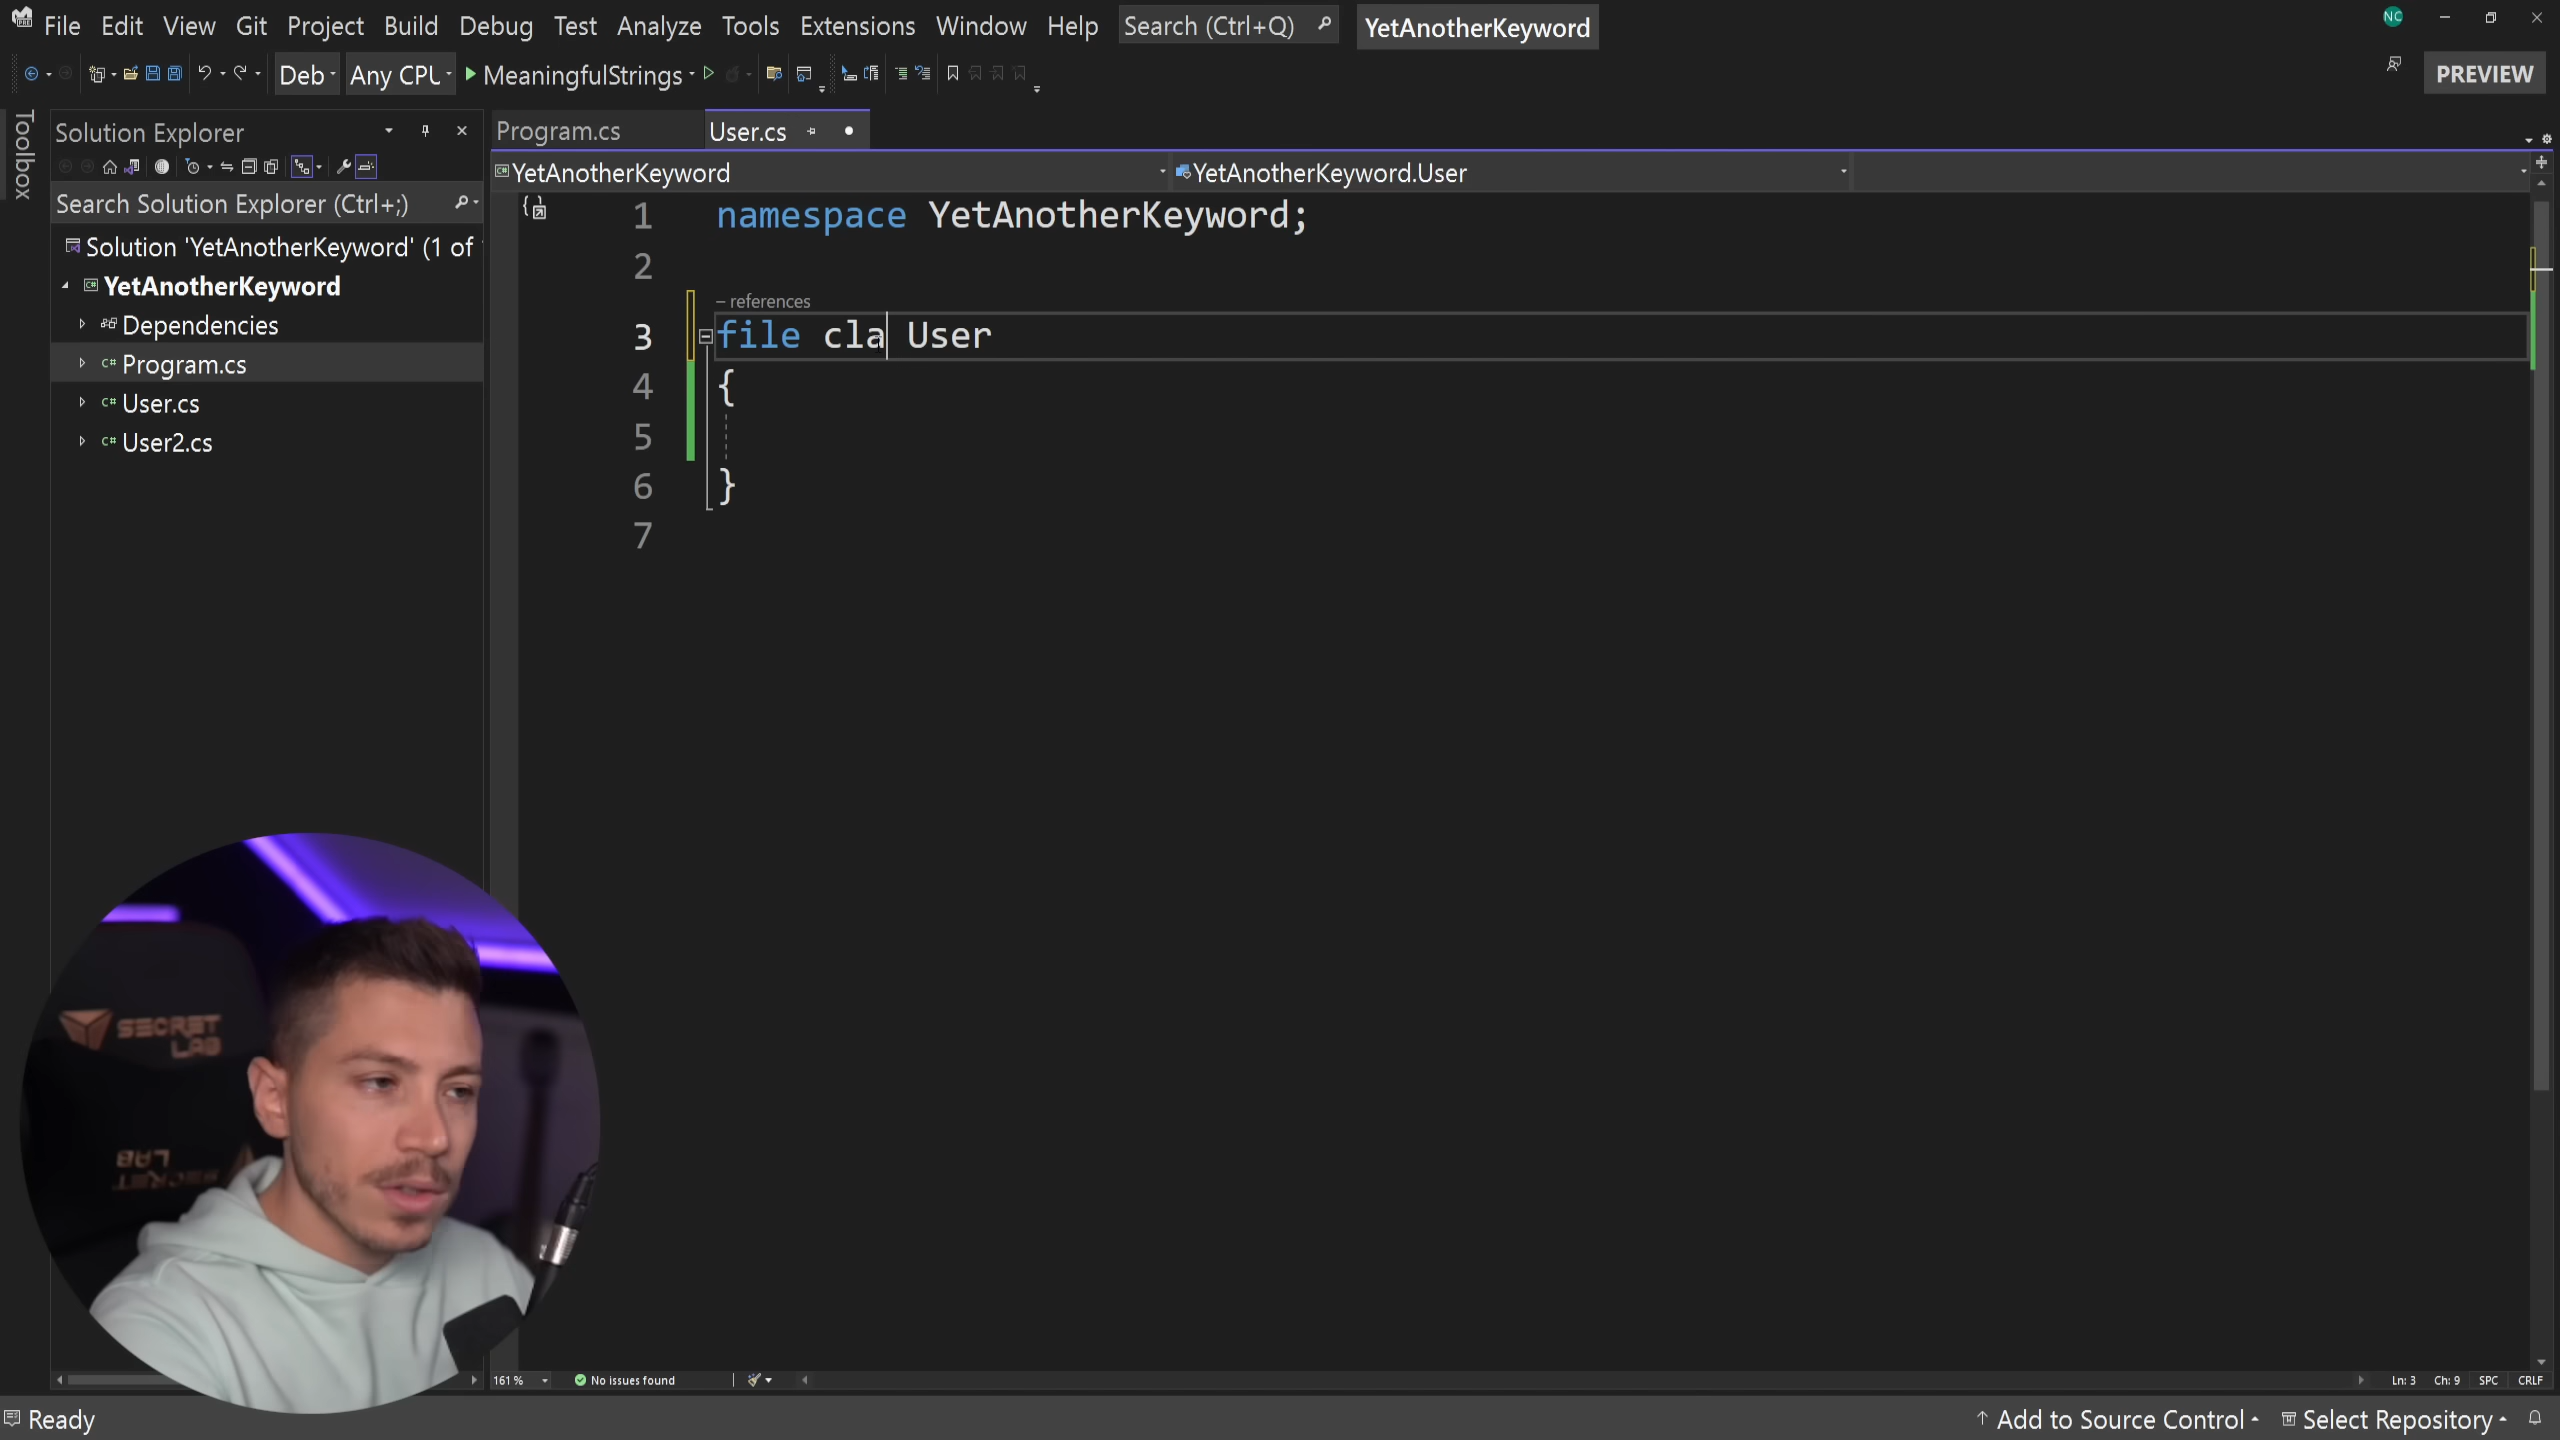 File Edit View Git Project Build Debug Test Analyze Tools Extensions Window Help Search (Ctrl+Q) YetAnotherKeyword NC
Deb Any CPU MeaningfulStrings PREVIEW
Toolbox
Solution Explorer
Search Solution Explorer (Ctrl+;)
Solution 'YetAnotherKeyword' (1 of
YetAnotherKeyword
Dependencies
C# Program.cs
C# User.cs
C# User2.cs
Program.cs User.cs
YetAnotherKeyword YetAnotherKeyword.User
1 namespace YetAnotherKeyword;
2
– references
3 file cla User
4 {
5
6 }
7
SECRET
LAB
161 % No issues found Ln: 3 Ch: 9 SPC CRLF
Ready Add to Source Control Select Repository